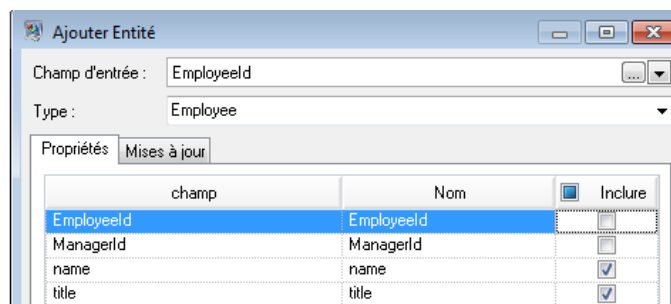 Ajouter Entité
Champ d'entrée : EmployeeId ...
Type : Employee
Propriétés Mises à jour
champ Nom Inclure
EmployeeId EmployeeId
ManagerId ManagerId
name name
title title